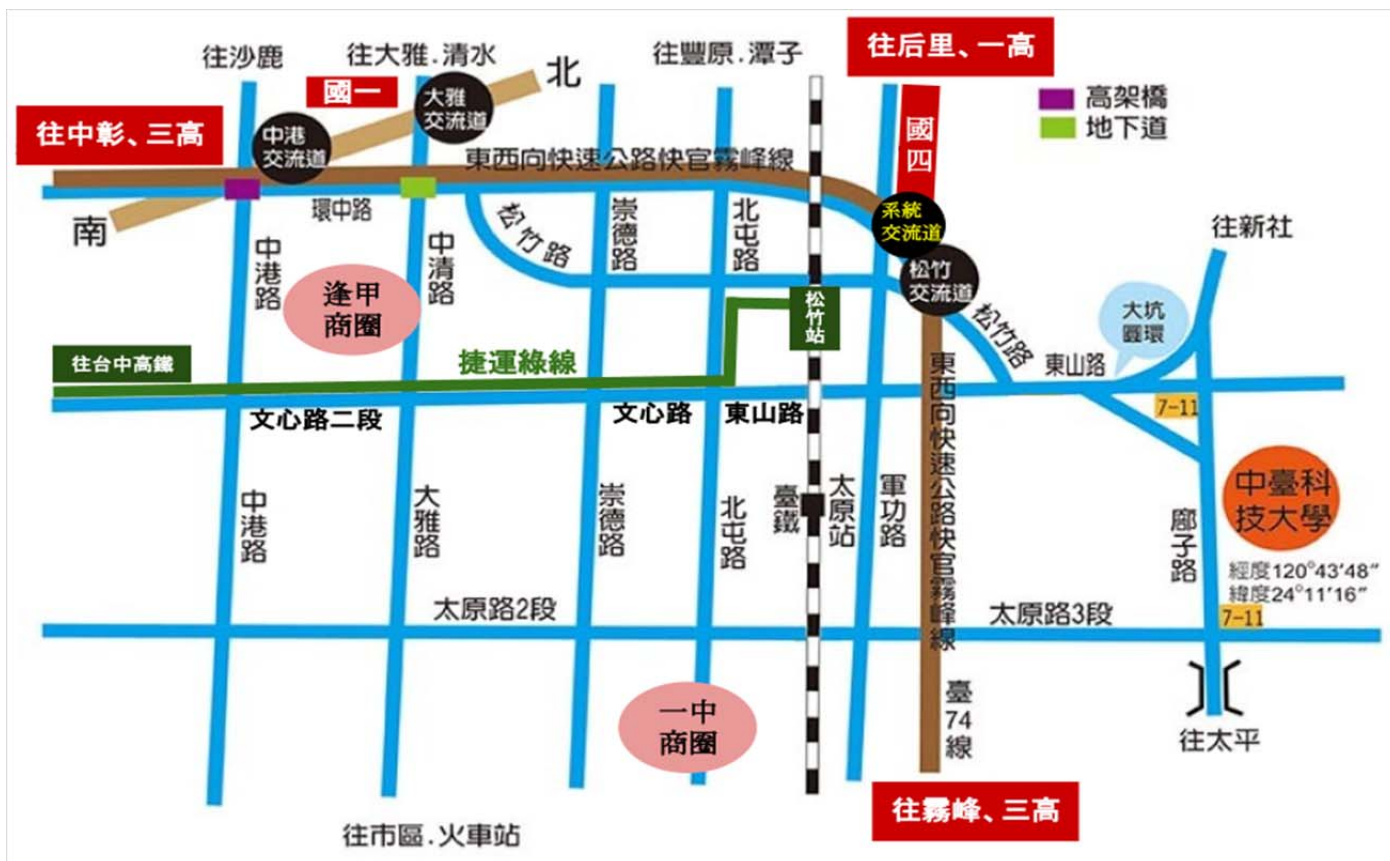 往后里、一高
往沙鹿
往大雅.清水
往豐原.潭子
國一
北
大雅
交流道
高架橋
地下道
往中彰、三高
中港
交流道
國四
東西向快速公路快官霧峰線
南
環中路
系統
交流道
往新社
松竹路
崇德路
北屯路
中港路
中清路
松竹
交流道
逢甲
商圈
松竹站
大坑
圓環
松竹路
往台中高鐵
捷運綠線
東山路
東西向快速公路快官霧峰線
7-11
文心路二段
文心路
東山路
中臺科
技大學
中港路
大雅路
崇德路
北屯路
臺鐵
太原站
軍功路
廍子路
經度120°43'48"
緯度24°11'16"
太原路2段
太原路3段
7-11
一中
商圈
臺74線
往太平
往霧峰、三高
往市區.火車站